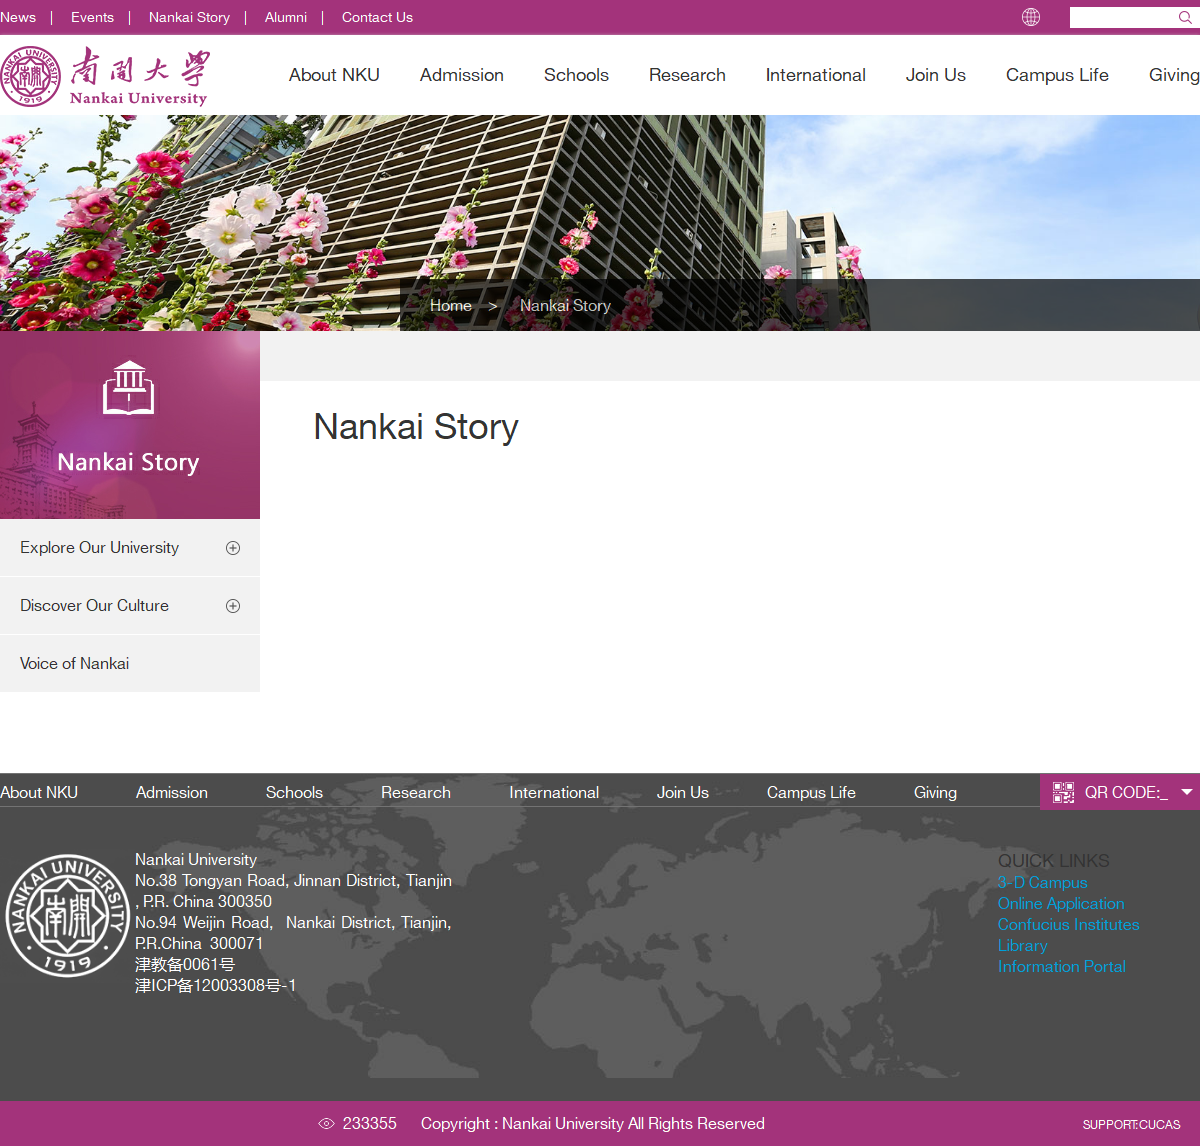 News | Events | Nankai Story | Alumni | Contact Us
NANKAI UNIVERSITY
南開
1919
南開大學
Nankai University
About NKU Admission Schools Research International Join Us Campus Life Giving
Home > Nankai Story
Nankai Story
Nankai Story
Explore Our University
Discover Our Culture
Voice of Nankai
About NKU Admission Schools Research International Join Us Campus Life Giving
QR CODE:_
NANKAI UNIVERSITY
南開
1919
Nankai University
No.38 Tongyan Road, Jinnan District, Tianjin
, P.R. China 300350
No.94 Weijin Road, Nankai District, Tianjin,
P.R.China 300071
津教备0061号
津ICP备12003308号-1
QUICK LINKS
3-D Campus
Online Application
Confucius Institutes
Library
Information Portal
233355 Copyright : Nankai University All Rights Reserved
SUPPORT:CUCAS